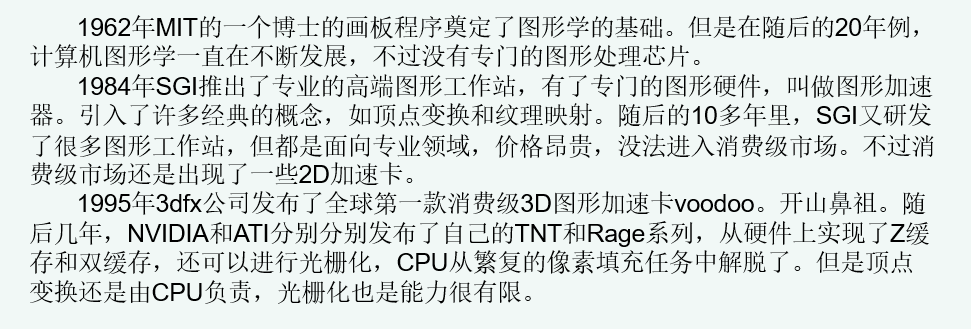 1962年MIT的一个博士的画板程序奠定了图形学的基础。但是在随后的20年例，
计算机图形学一直在不断发展，不过没有专门的图形处理芯片。
1984年SGI推出了专业的高端图形工作站，有了专门的图形硬件，叫做图形加速
器。引入了许多经典的概念，如顶点变换和纹理映射。随后的10多年里，SGI又研发
了很多图形工作站，但都是面向专业领域，价格昂贵，没法进入消费级市场。不过消
费级市场还是出现了一些2D加速卡。
1995年3dfx公司发布了全球第一款消费级3D图形加速卡voodoo。开山鼻祖。随
后几年，NVIDIA和ATI分别分别发布了自己的TNT和Rage系列，从硬件上实现了Z缓
存和双缓存，还可以进行光栅化，CPU从繁复的像素填充任务中解脱了。但是顶点
变换还是由CPU负责，光栅化也是能力很有限。